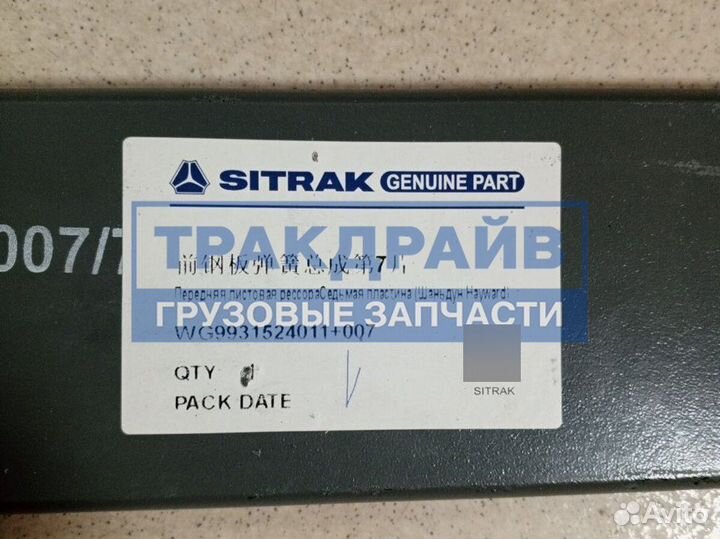 SITRAK GENUINE PART
007/7
ТРАКДРАЙВ
前钢板弹簧总成第7片
Передняя листовая рессораСедьмая пластина (Шаньдун Hayward)
ГРУЗОВЫЕ ЗАПЧАСТИ
WG9931524011+007
QTY 1
SITRAK
PACK DATE
Avito